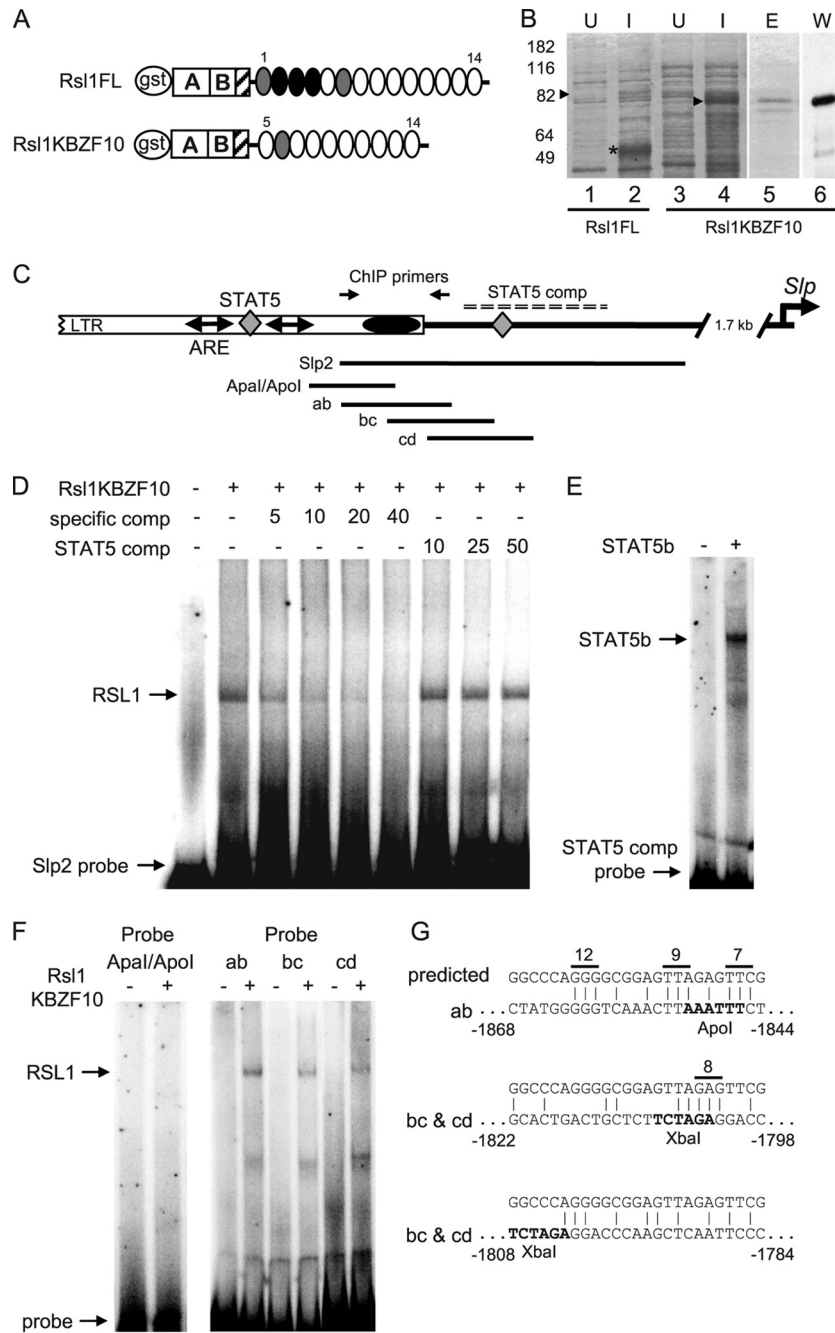 A
1 14
Rsl1FL gst A B
5 14
Rsl1KBZF10 gst A B
B
U I U I E W
182
116
82
64
49
*
1 2 3 4 5 6
Rsl1FL Rsl1KBZF10
C
ChIP primers
STAT5 STAT5 comp Slp
LTR 1.7 kb
ARE
Slp2
ApaI/ApoI
ab
bc
cd
D
Rsl1KBZF10 - + + + + + + + +
specific comp - - 5 10 20 40 - - -
STAT5 comp - - - - - - 10 25 50
RSL1
Slp2 probe
E
STAT5b - +
STAT5b
STAT5 comp
probe
F
Probe Probe
ApaI/ApoI ab bc cd
Rsl1
KBZF10 - + - + - + - +
RSL1
probe
G
12 9 7
predicted GGCCCAGGGGCGGAGTTAGAGTTCG
ab ...CTATGGGGGTCAAACTTAAATTTCT...
-1868 ApoI -1844
8
GGCCCAGGGGCGGAGTTAGAGTTCG
bc & cd ...GCACTGACTGCTCTTCTAGAGGACC...
-1822 XbaI -1798
GGCCCAGGGGCGGAGTTAGAGTTCG
bc & cd ...TCTAGAGGACCCAAGCTCAATTCCC...
-1808 XbaI -1784